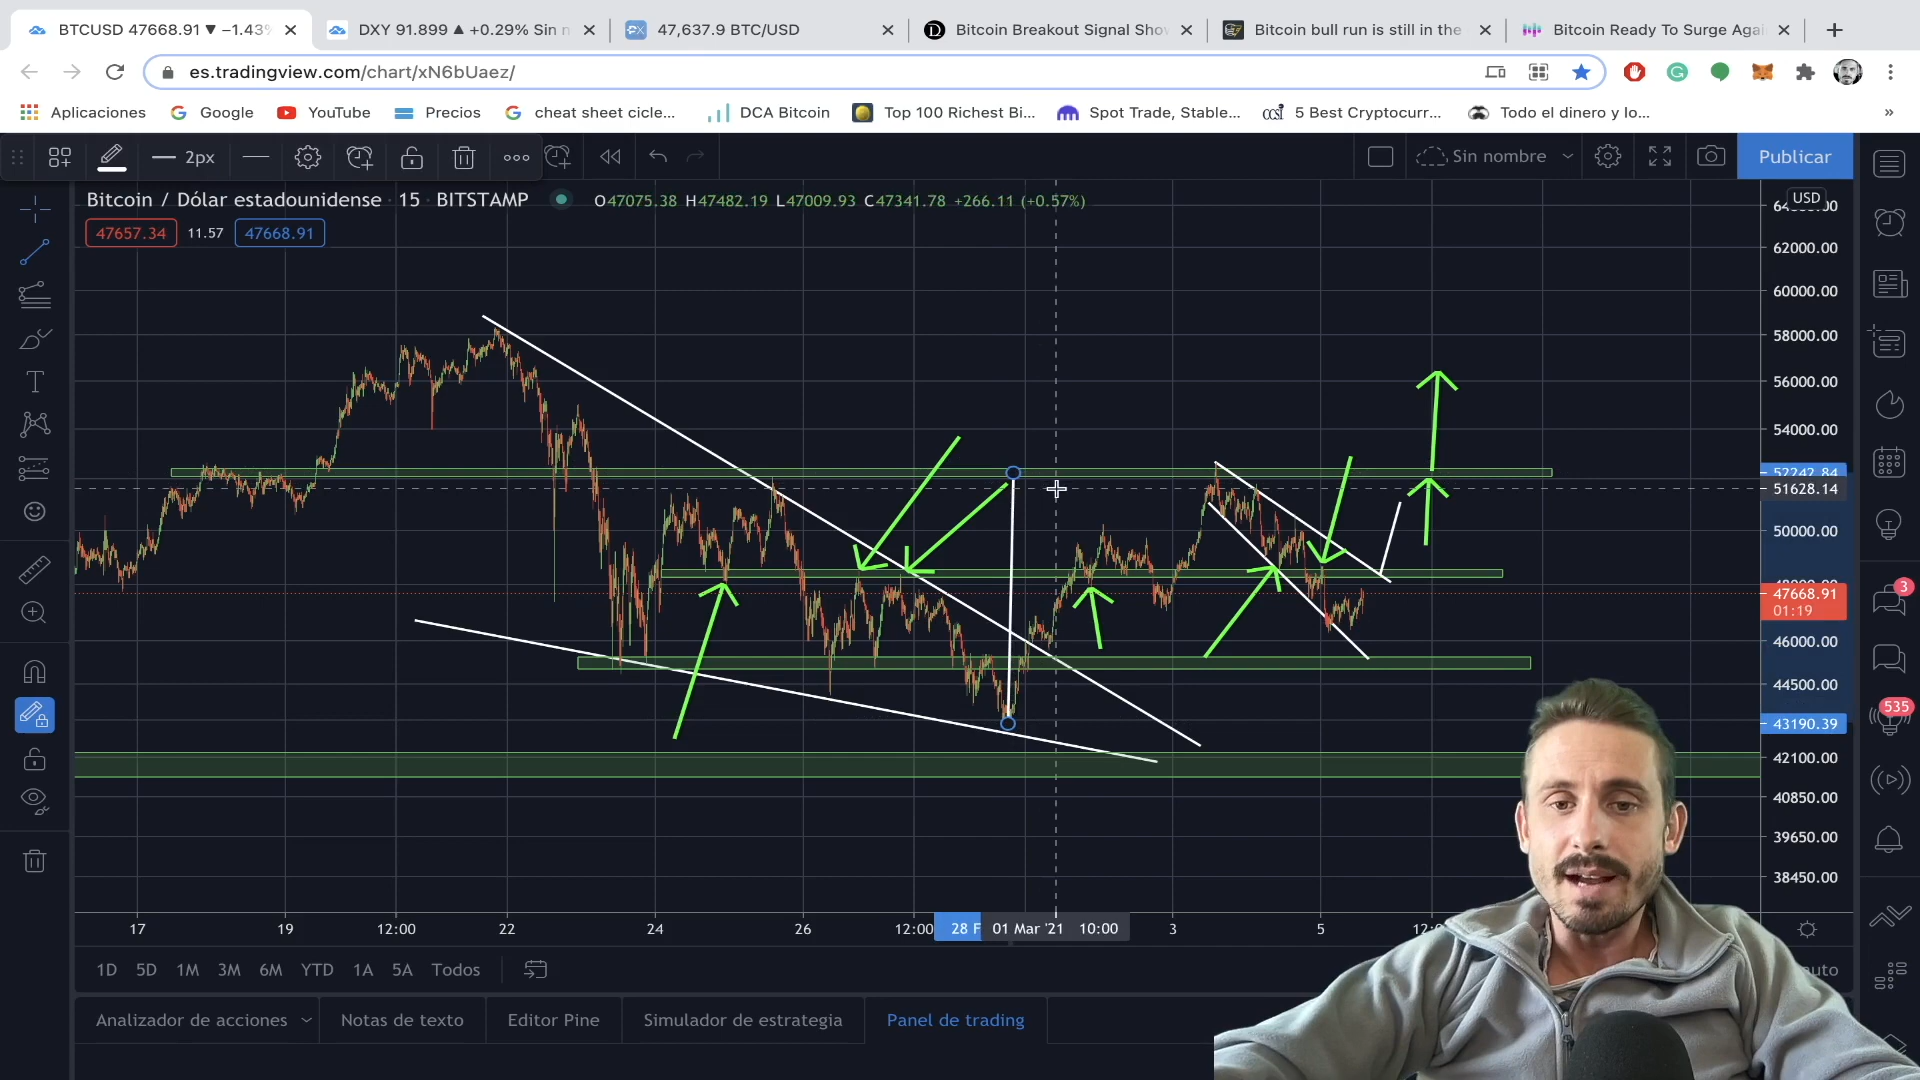 BTCUSD 47668.91 ▼ −1.43%
DXY 91.899 ▲ +0.29% Sin n
47,637.9 BTC/USD
Bitcoin Breakout Signal Show
Bitcoin bull run is still in the
Bitcoin Ready To Surge Agai
es.tradingview.com/chart/xN6bUaez/
Aplicaciones
Google
YouTube
Precios
cheat sheet cicle...
DCA Bitcoin
Top 100 Richest Bi...
Spot Trade, Stable...
5 Best Cryptocurr...
Todo el dinero y lo...
2px
Sin nombre
Publicar
Bitcoin / Dólar estadounidense · 15 · BITSTAMP
O47075.38 H47482.19 L47009.93 C47341.78 +266.11 (+0.57%)
USD
47657.34 11.57 47668.91
62000.00
60000.00
58000.00
56000.00
54000.00
52242.84
51628.14
50000.00
48000.00
47668.91
01:19
46000.00
44500.00
43190.39
42100.00
40850.00
39650.00
38450.00
3
535
17
19
12:00
22
24
26
12:00
28 F
01 Mar '21 10:00
3
5
1D 5D 1M 3M 6M YTD 1A 5A Todos
Analizador de acciones
Notas de texto
Editor Pine
Simulador de estrategia
Panel de trading